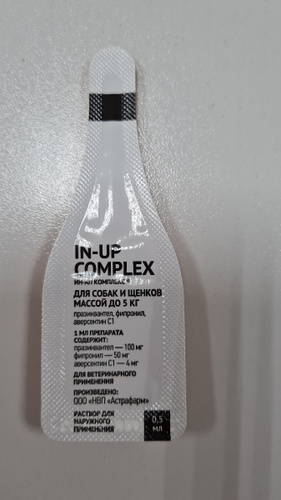 IN-UP
COMPLEX
ИН-АП КОМПЛЕКС
ДЛЯ СОБАК И ЩЕНКОВ
МАССОЙ ДО 5 КГ
празиквантел, фипронил,
аверсектин С1
1 МЛ ПРЕПАРАТА
СОДЕРЖИТ:
празиквантел — 100 мг
фипронил — 50 мг
аверсектин С1 — 4 мг
ДЛЯ ВЕТЕРИНАРНОГО
ПРИМЕНЕНИЯ
ПРОИЗВЕДЕНО:
ООО «НВП «Астрафарм»
РАСТВОР ДЛЯ
НАРУЖНОГО
ПРИМЕНЕНИЯ
0,5
МЛ